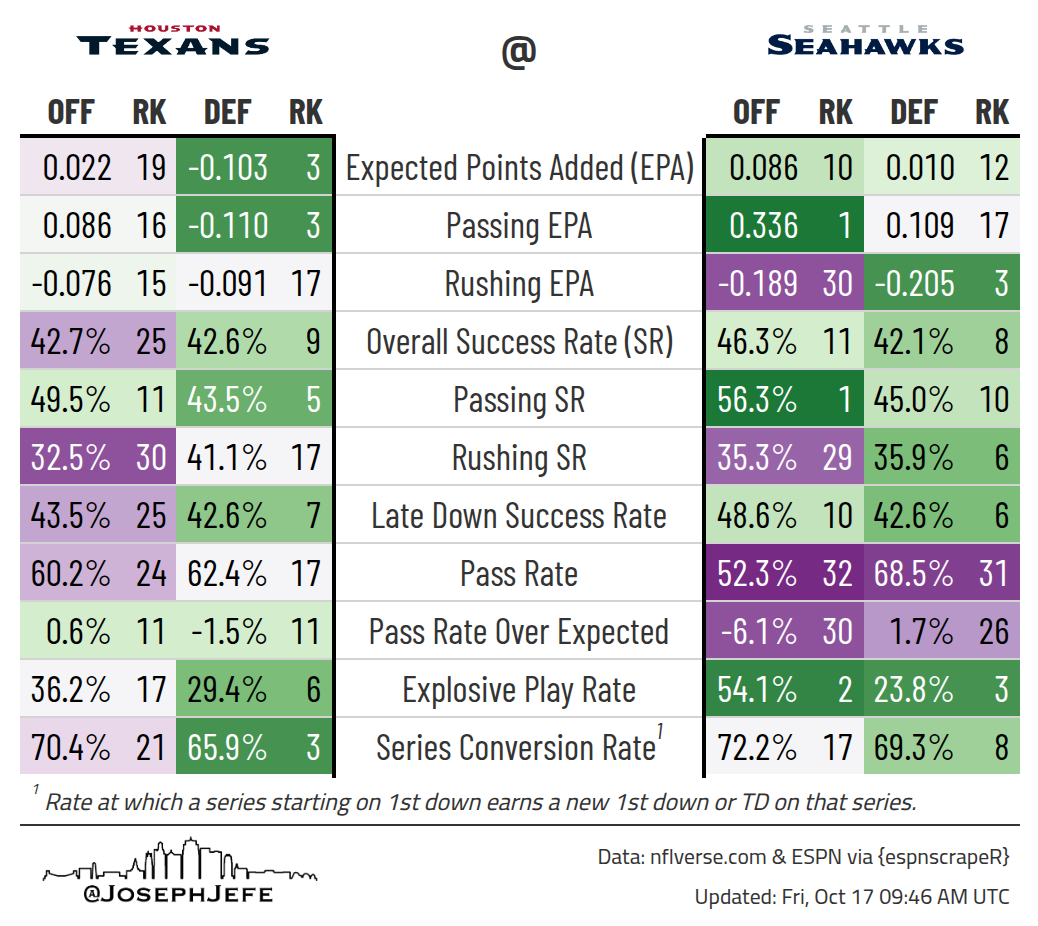 HOUSTON
TEXANS
@
SEATTLE
SEAHAWKS
OFF RK DEF RK OFF RK DEF RK
0.022 19 -0.103 3 Expected Points Added (EPA) 0.086 10 0.010 12
0.086 16 -0.110 3 Passing EPA 0.336 1 0.109 17
-0.076 15 -0.091 17 Rushing EPA -0.189 30 -0.205 3
42.7% 25 42.6% 9 Overall Success Rate (SR) 46.3% 11 42.1% 8
49.5% 11 43.5% 5 Passing SR 56.3% 1 45.0% 10
32.5% 30 41.1% 17 Rushing SR 35.3% 29 35.9% 6
43.5% 25 42.6% 7 Late Down Success Rate 48.6% 10 42.6% 6
60.2% 24 62.4% 17 Pass Rate 52.3% 32 68.5% 31
0.6% 11 -1.5% 11 Pass Rate Over Expected -6.1% 30 1.7% 26
36.2% 17 29.4% 6 Explosive Play Rate 54.1% 2 23.8% 3
70.4% 21 65.9% 3 Series Conversion Rate1 72.2% 17 69.3% 8
1 Rate at which a series starting on 1st down earns a new 1st down or TD on that series.
@JOSEPHJEFE
Data: nflverse.com & ESPN via {espnscrapeR}
Updated: Fri, Oct 17 09:46 AM UTC